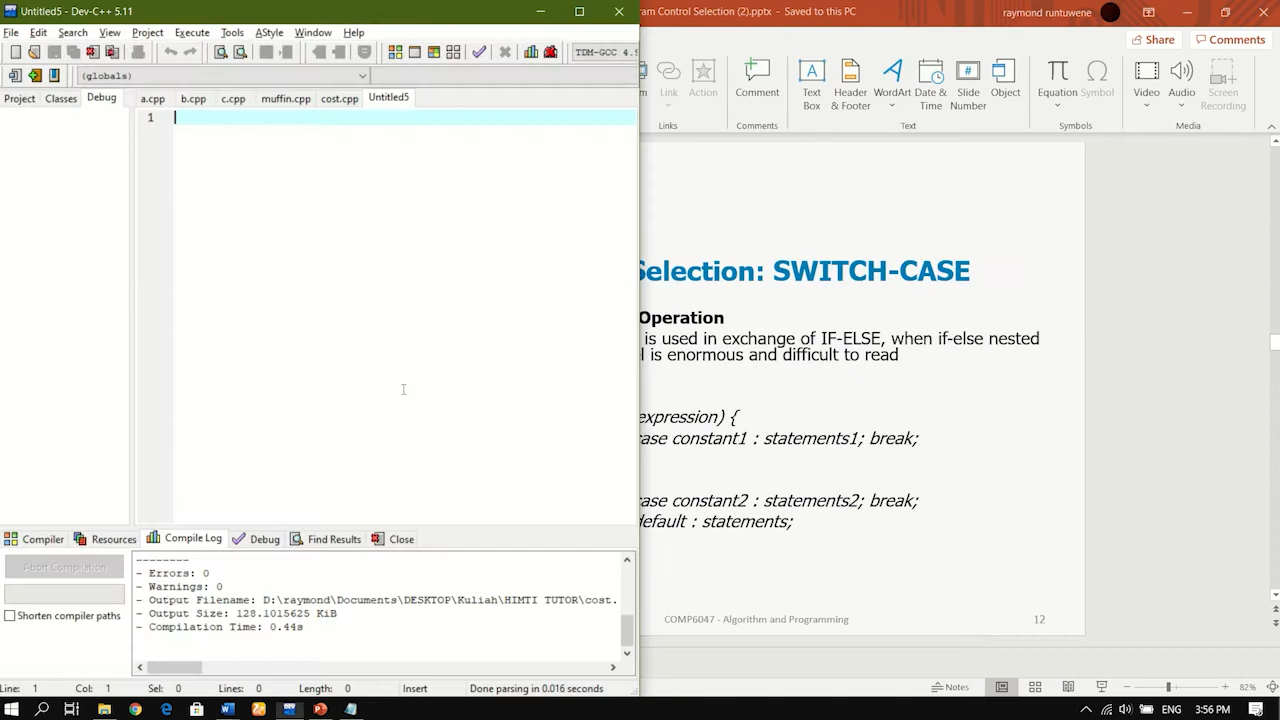 Untitled5 - Dev-C++ 5.11
File Edit Search View Project Execute Tools AStyle Window Help
TDM-GCC 4.9
(globals)
Project Classes Debug
a.cpp b.cpp c.cpp muffin.cpp cost.cpp Untitled5
1
Compiler Resources Compile Log Debug Find Results Close
Abort Compilation
Shorten compiler paths
--------
- Errors: 0
- Warnings: 0
- Output Filename: D:\raymond\Documents\DESKTOP\Kuliah\HIMTI TUTOR\cost.
- Output Size: 128.1015625 KiB
- Compilation Time: 0.44s
Line: 1 Col: 1 Sel: 0 Lines: 0 Length: 0 Insert Done parsing in 0.016 seconds
ram Control Selection (2).pptx - Saved to this PC
raymond runtuwene
Share Comments
Link Action Comment Text Box Header & Footer WordArt Date & Time Slide Number Object Equation Symbol Video Audio Screen Recording
Links Comments Text Symbols Media
Selection: SWITCH-CASE
Operation
is used in exchange of IF-ELSE, when if-else nested
l is enormous and difficult to read
expression) {
ase constant1 : statements1; break;
ase constant2 : statements2; break;
default : statements;
COMP6047 - Algorithm and Programming
12
Notes
82%
ENG 3:56 PM